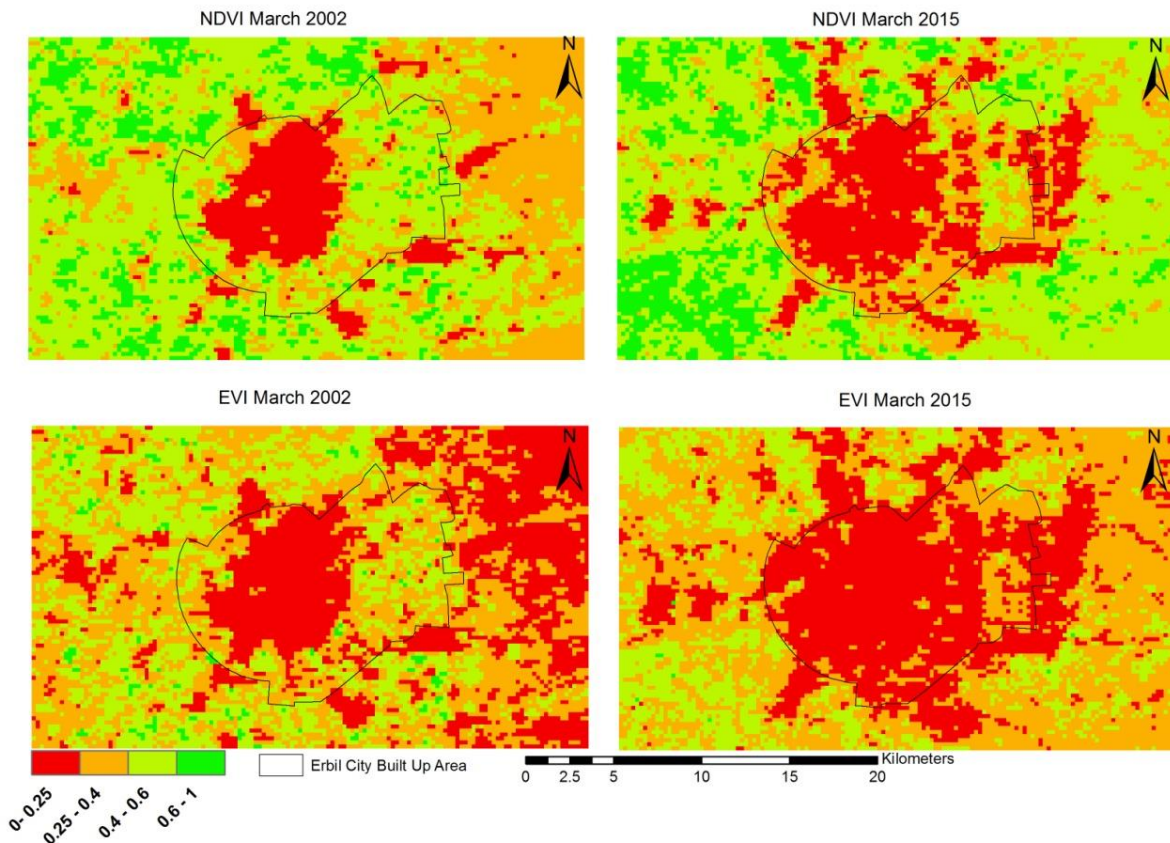 NDVI March 2002
NDVI March 2015
N
N
EVI March 2002
EVI March 2015
N
N
Erbil City Built Up Area
Kilometers
0 2.5 5 10 15 20
0- 0.25
0.25 - 0.4
0.4 - 0.6
0.6 - 1